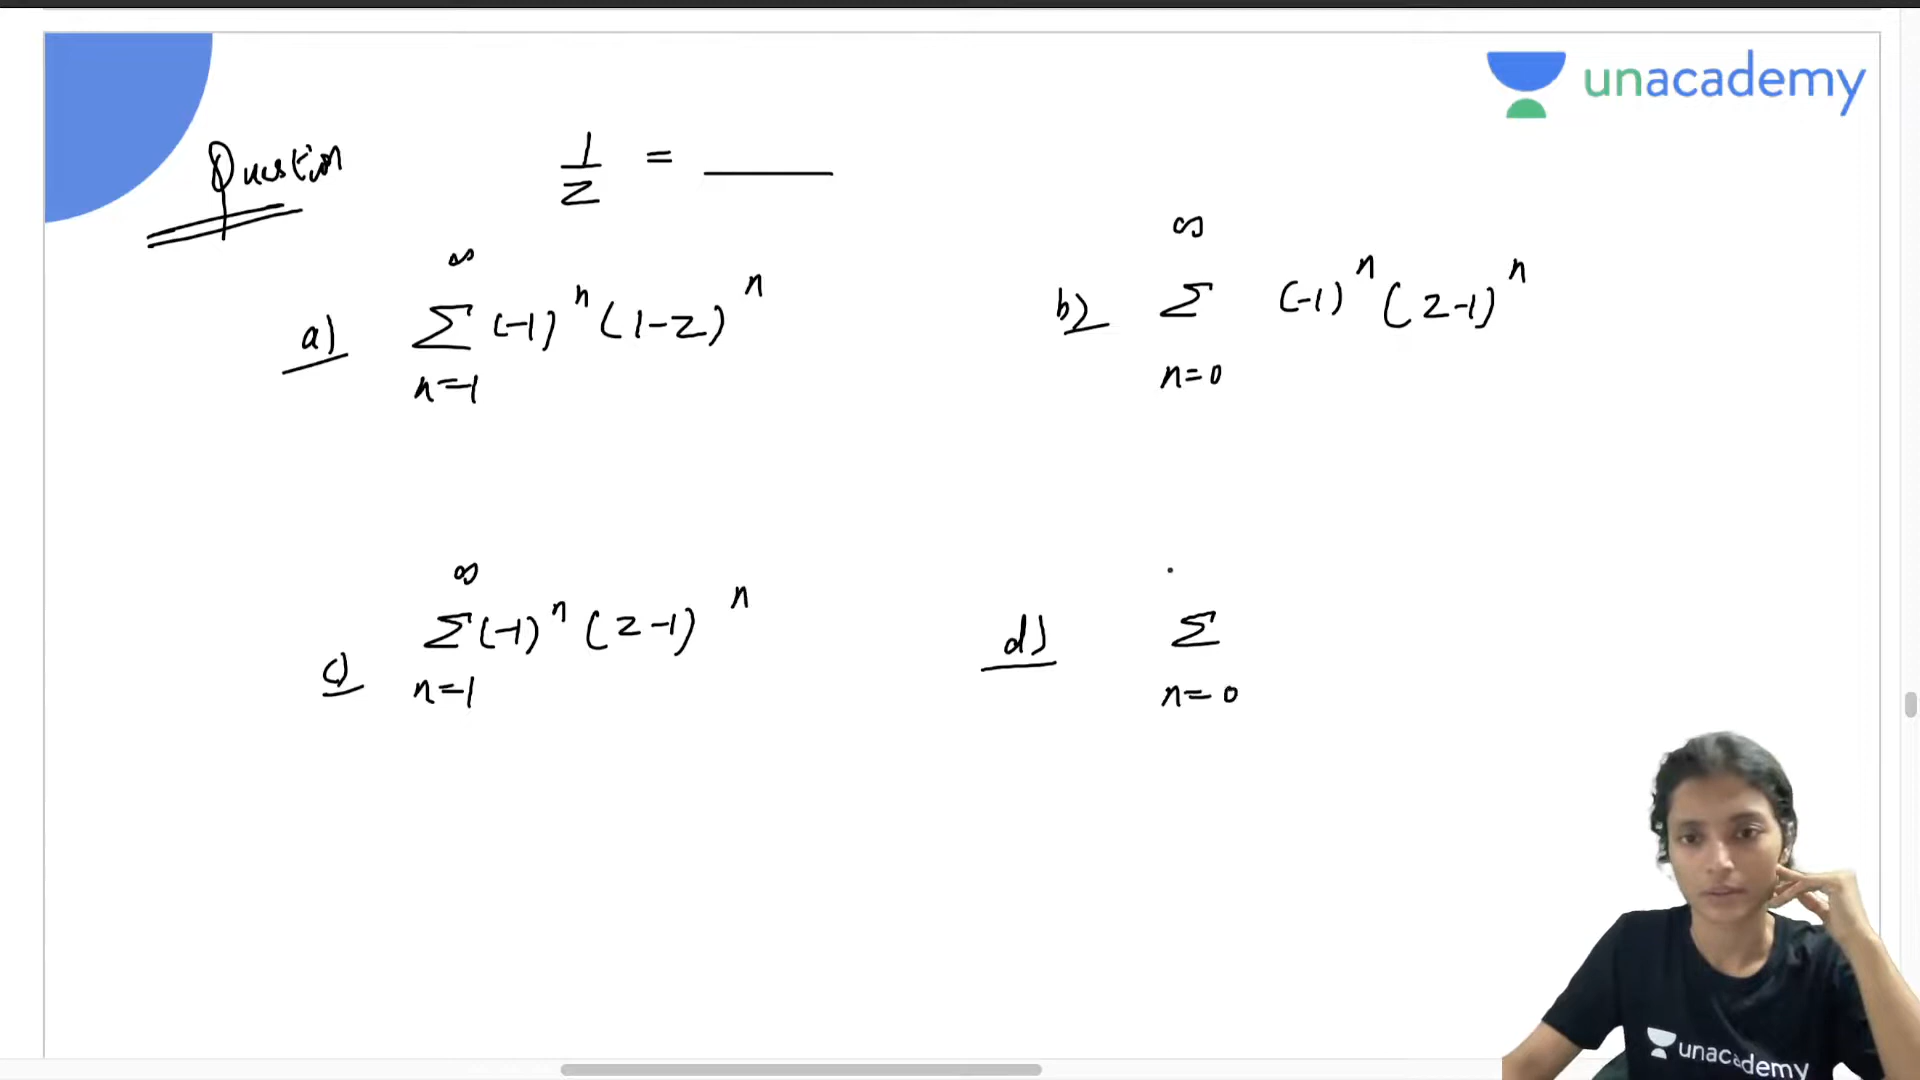 unacademy
Question
1/z = ______
a) ∞ Σ n=1 (-1)^n (1-z)^n
b) ∞ Σ n=0 (-1)^n (z-1)^n
c) ∞ Σ n=1 (-1)^n (z-1)^n
d) Σ n=0
unacademy